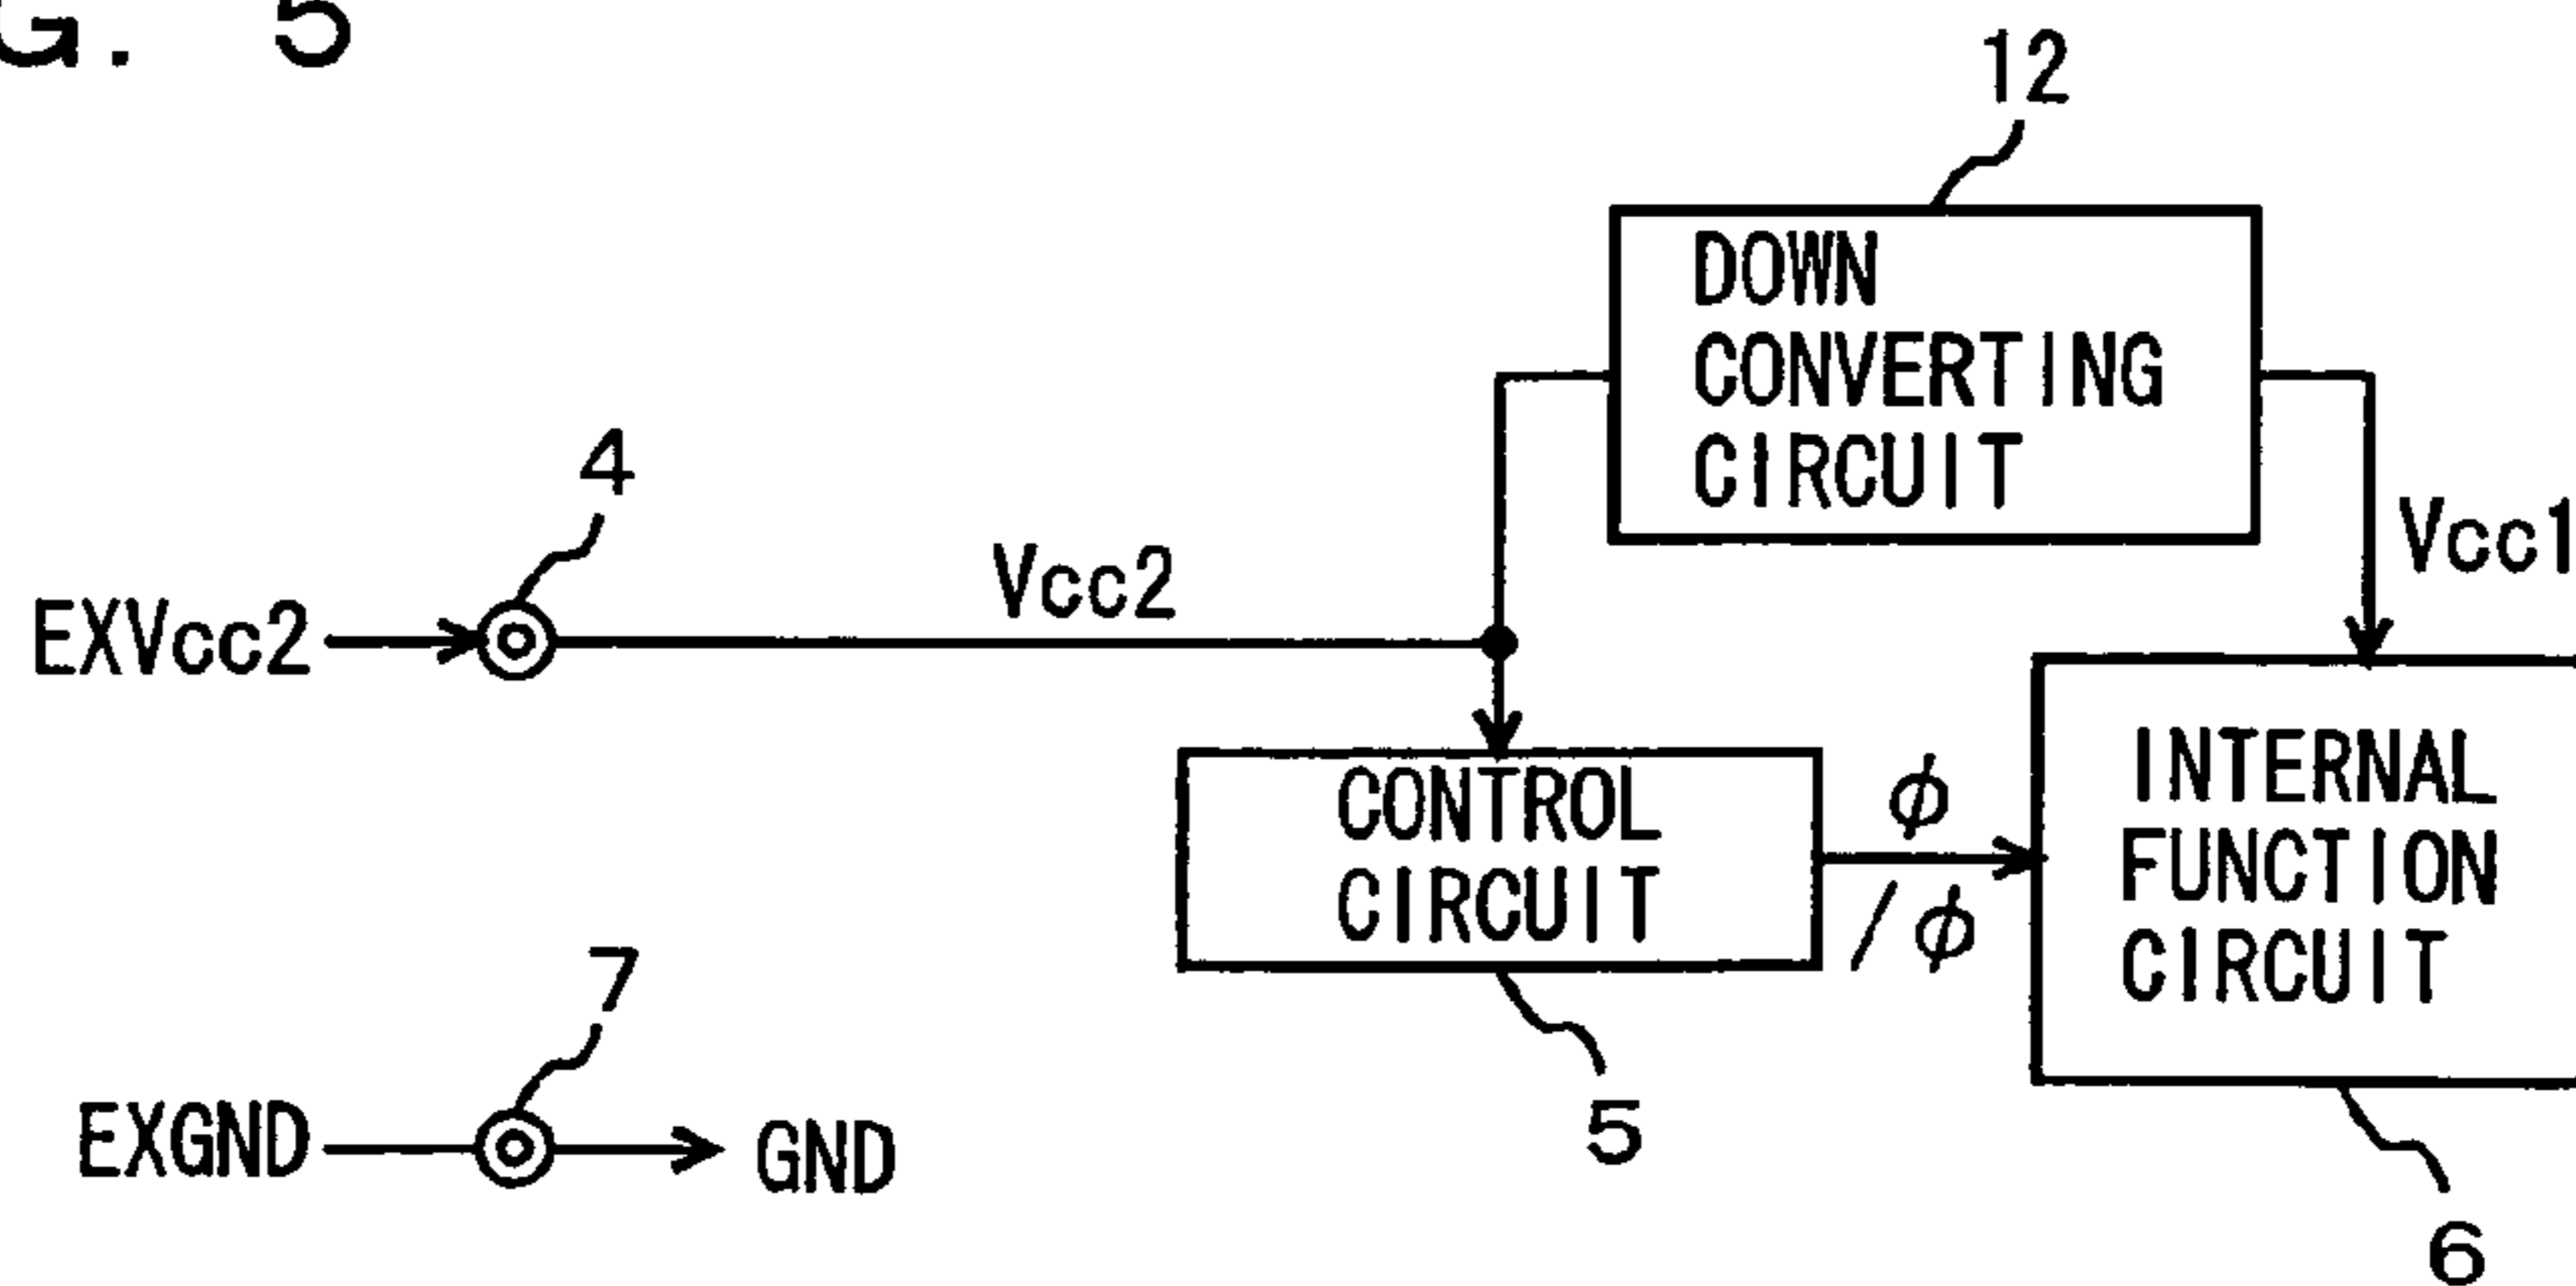 G. 5
12
DOWN
CONVERTING
CIRCUIT
4
Vcc1
Vcc2
EXVcc2
CONTROL
CIRCUIT
φ
/φ
INTERNAL
FUNCTION
CIRCUIT
7
5
EXGND
GND
6